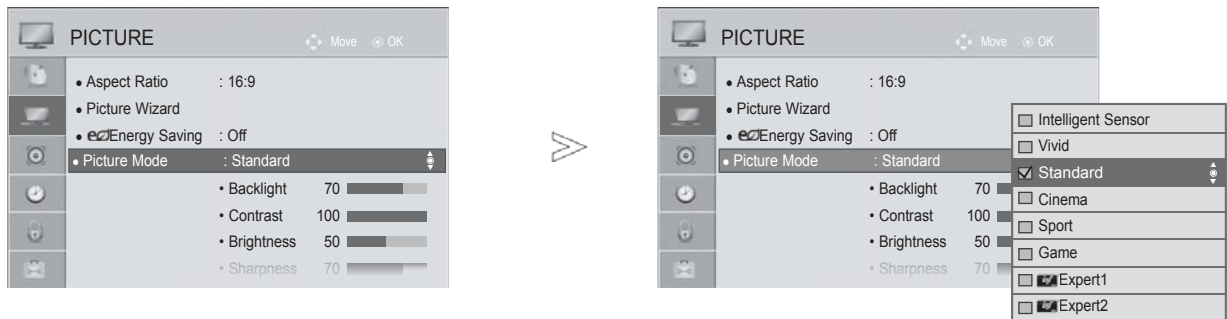 PICTURE
Move OK
• Aspect Ratio : 16:9
• Picture Wizard
• eco Energy Saving : Off
• Picture Mode : Standard
• Backlight 70
• Contrast 100
• Brightness 50
• Sharpness 70
>
PICTURE
Move OK
• Aspect Ratio : 16:9
• Picture Wizard
• eco Energy Saving : Off
• Picture Mode : Standard
• Backlight 70
• Contrast 100
• Brightness 50
• Sharpness 70
Intelligent Sensor
Vivid
Standard
Cinema
Sport
Game
Expert1
Expert2